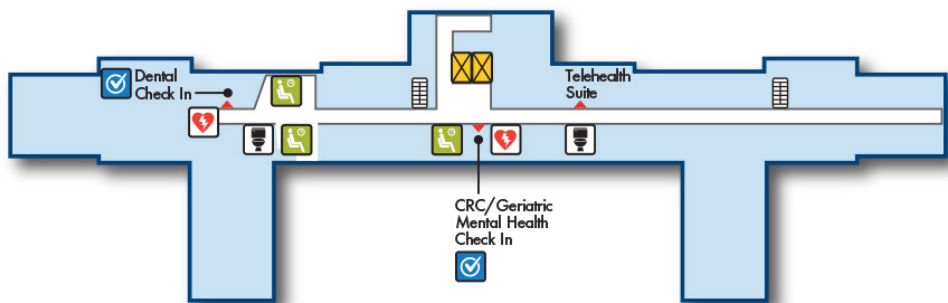 Dental
Check In
Telehealth
Suite
CRC/Geriatric
Mental Health
Check In